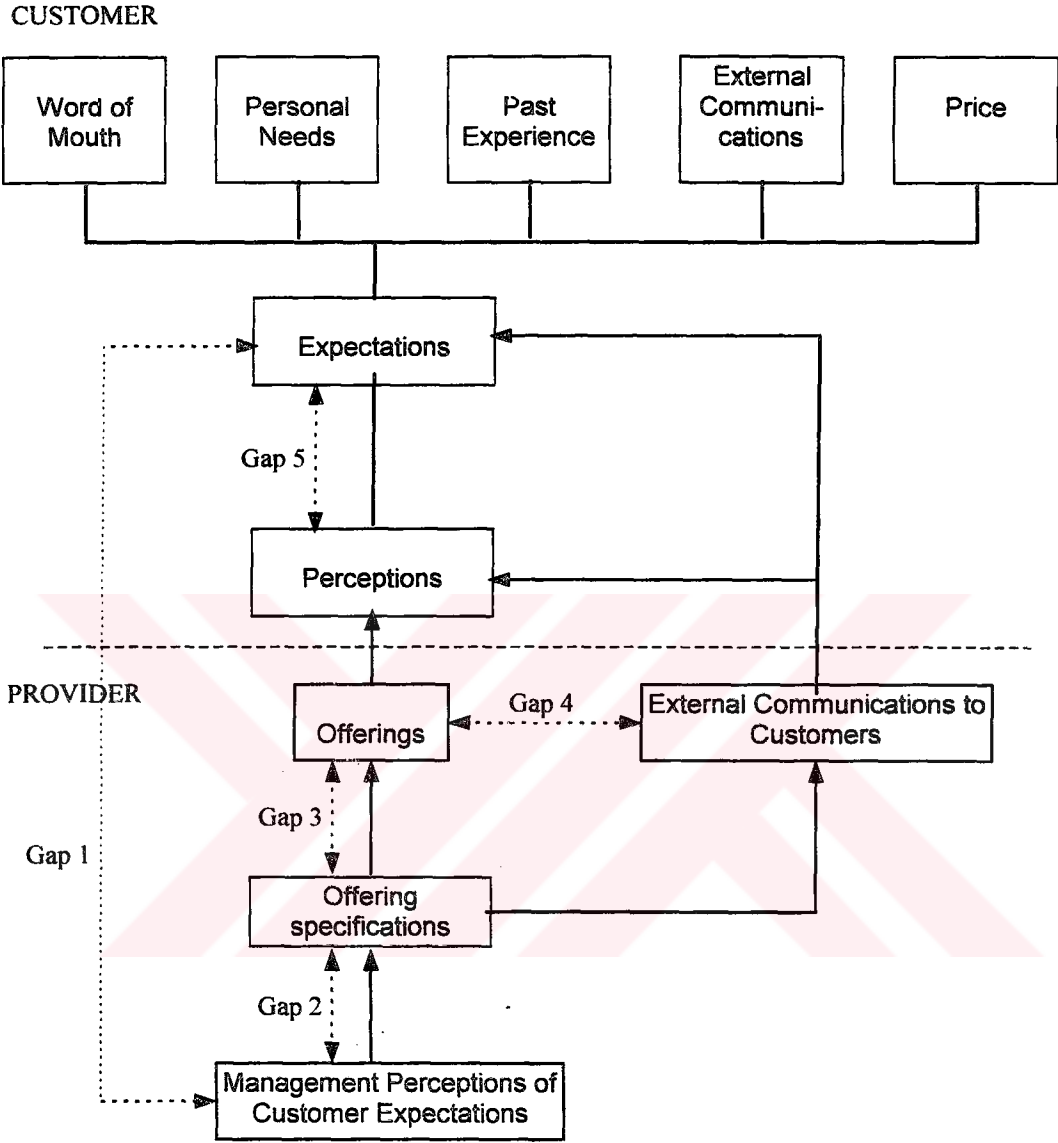 CUSTOMER
Word of
Mouth
Personal
Needs
Past
Experience
External
Communi-
cations
Price
Expectations
Gap 5
Perceptions
PROVIDER
Offerings
Gap 4
External Communications to
Customers
Gap 3
Gap 1
Offering
specifications
Gap 2
Management Perceptions of
Customer Expectations